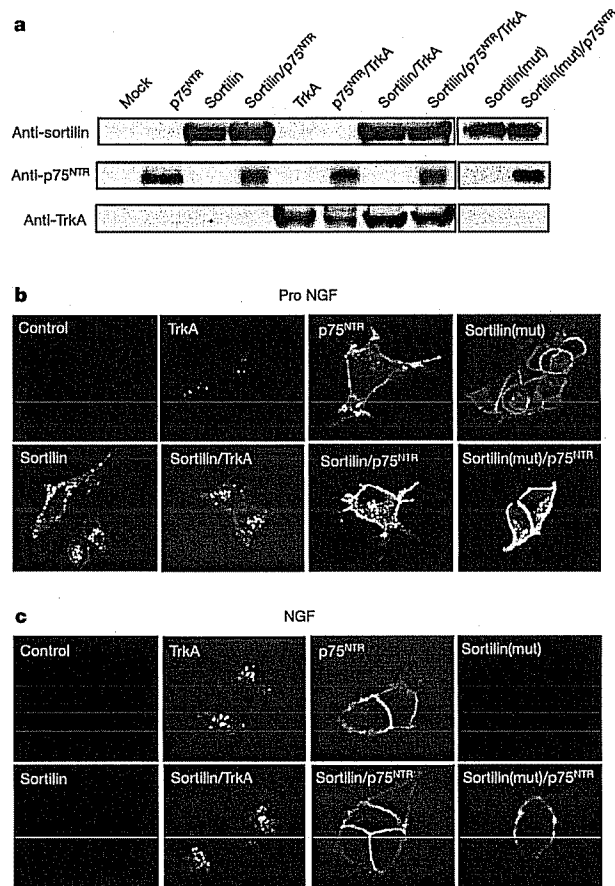 a
Mock
p75NTR
Sortilin
Sortilin/p75NTR
TrkA
p75NTR/TrkA
Sortilin/TrkA
Sortilin/p75NTR/TrkA
Sortilin(mut)
Sortilin(mut)/p75NTR
Anti-sortilin
Anti-p75NTR
Anti-TrkA
b
Pro NGF
Control
TrkA
p75NTR
Sortilin(mut)
Sortilin
Sortilin/TrkA
Sortilin/p75NTR
Sortilin(mut)/p75NTR
c
NGF
Control
TrkA
p75NTR
Sortilin(mut)
Sortilin
Sortilin/TrkA
Sortilin/p75NTR
Sortilin(mut)/p75NTR